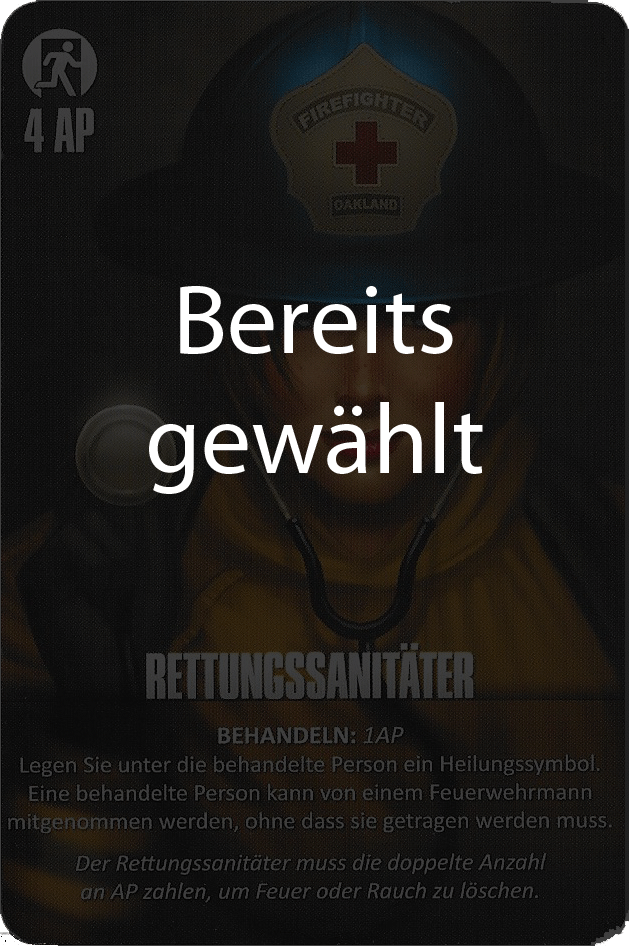 4 AP
FIREFIGHTER
OAKLAND
Bereits
gewählt
RETTUNGSSANITÄTER
BEHANDELN: 1AP
Legen Sie unter die behandelte Person ein Heilungssymbol.
Eine behandelte Person kann von einem Feuerwehrmann
mitgenommen werden, ohne dass sie getragen werden muss.
Der Rettungssanitäter muss die doppelte Anzahl
an AP zahlen, um Feuer oder Rauch zu löschen.